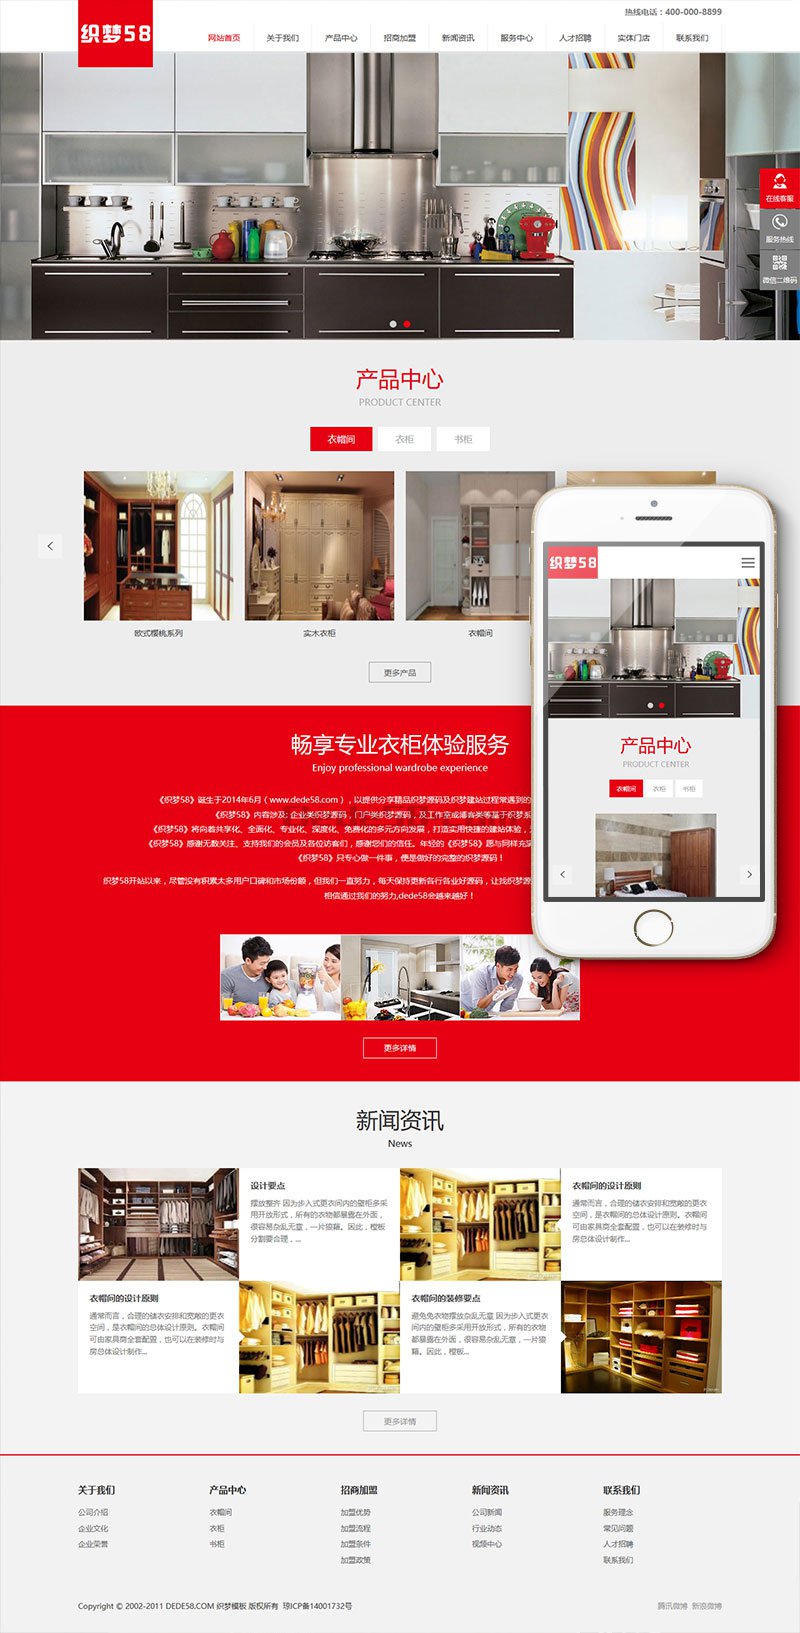 织梦58
热线电话：400-000-8899
网站首页 关于我们 产品中心 招商加盟 新闻资讯 服务中心 人才招聘 实体门店 联系我们
在线客服
服务热线
微信二维码
产品中心
PRODUCT CENTER
衣帽间 衣柜 书柜
欧式樱桃系列 实木衣柜 衣帽间
更多产品
织梦58
产品中心
PRODUCT CENTER
衣帽间 衣柜 书柜
畅享专业衣柜体验服务
Enjoy professional wardrobe experience
《织梦58》诞生于2014年6月（www.dede58.com），以提供分享精品织梦源码及织梦建站过程常遇到的
《织梦58》内容涉及: 企业类织梦源码，门户类织梦源码，及工作室或播客类等基于织梦系
《织梦58》将向着共享化、全面化、专业化、深度化、免费化的多元方向发展，打造实用快捷的建站体验，
《织梦58》感谢无数关注、支持我们的会员及各位访客们，感谢您们的信任。年轻的《织梦58》愿与同样充
《织梦58》只专心做一件事，便是做好的完整的织梦源码！
织梦58开站以来，尽管没有积累太多用户口碑和市场份额，但我们一直努力，每天保持更新各行各业好源码，让找织梦源
相信通过我们的努力,dede58会越来越好！
更多详情
新闻资讯
News
设计要点
摆放整齐 因为步入式更衣间内的壁柜多采
用开放形式，所有的衣物都暴露在外面，
很容易杂乱无章，一片狼藉。因此，橙板
分割要合理，...
衣帽间的设计原则
通常而言，合理的储衣安排和宽敞的更衣
空间，是衣帽间的总体设计原则。衣帽间
可由家具商全套配置，也可以在装修时与
房总体设计制作...
衣帽间的设计原则
通常而言，合理的储衣安排和宽敞的更衣
空间，是衣帽间的总体设计原则。衣帽间
可由家具商全套配置，也可以在装修时与
房总体设计制作...
衣帽间的装修要点
避免免衣物摆放杂乱无章 因为步入式更衣
间内的壁柜多采用开放形式，所有的衣物
都暴露在外面，很容易杂乱无章，一片狼
藉。因此，橙板...
更多详情
关于我们 产品中心 招商加盟 新闻资讯 联系我们
公司介绍 衣帽间 加盟优势 公司新闻 服务理念
企业文化 衣柜 加盟流程 行业动态 常见问题
企业荣誉 书柜 加盟条件 视频中心 人才招聘
加盟政策 联系我们
Copyright © 2002-2011 DEDE58.COM 织梦模板 版权所有 琼ICP备14001732号
腾讯微博 新浪微博